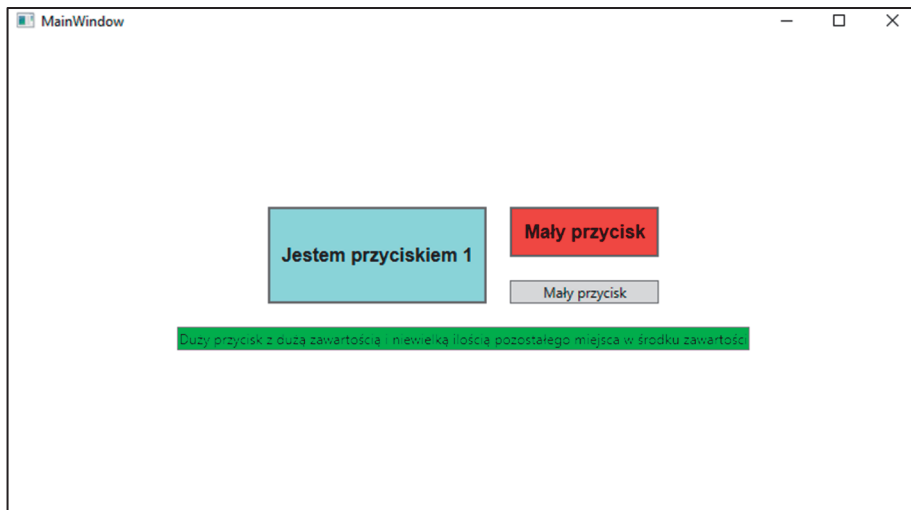 MainWindow
Jestem przyciskiem 1
Mały przycisk
Mały przycisk
Duży przycisk z dużą zawartością i niewielką ilością pozostałego miejsca w środku zawartości